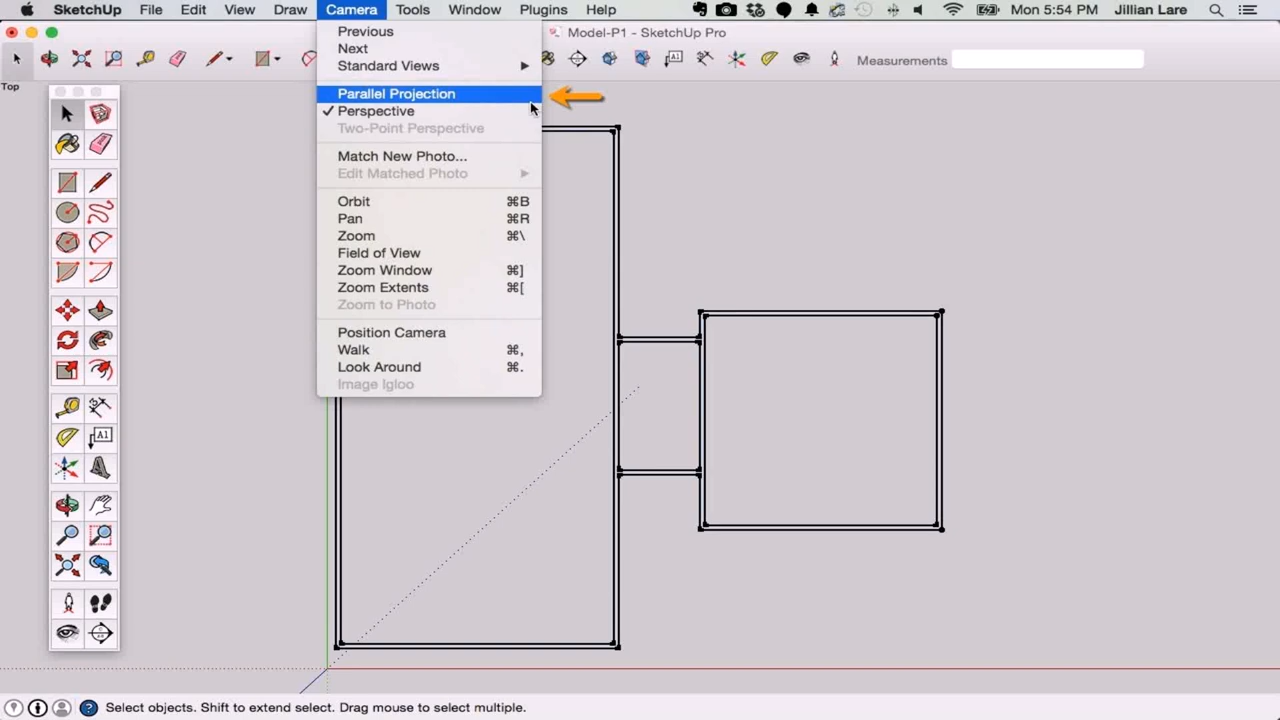 SketchUp File Edit View Draw Camera Tools Window Plugins Help Mon 5:54 PM Jillian Lare
Model-P1 - SketchUp Pro
Measurements
Top
Previous
Next
Standard Views
Parallel Projection
✓ Perspective
Two-Point Perspective
Match New Photo...
Edit Matched Photo
Orbit ⌘B
Pan ⌘R
Zoom ⌘\
Field of View
Zoom Window ⌘]
Zoom Extents ⌘[
Zoom to Photo
Position Camera
Walk ⌘,
Look Around ⌘.
Image Igloo
A1
Select objects. Shift to extend select. Drag mouse to select multiple.